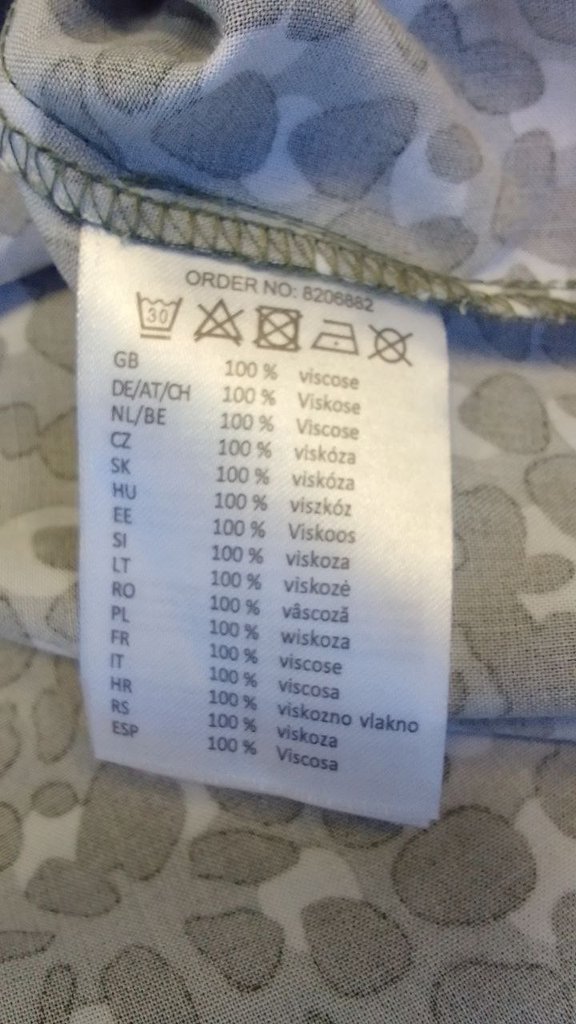 ORDER NO: 8206882
30
GB 100 % viscose
DE/AT/CH 100 % Viskose
NL/BE 100 % Viscose
CZ 100 % viskóza
SK 100 % viskóza
HU 100 % viszkóz
EE 100 % Viskoos
SI 100 % viskoza
LT 100 % viskozė
RO 100 % vâscoză
PL 100 % wiskoza
FR 100 % viscose
IT 100 % viscosa
HR 100 % viskozno vlakno
RS 100 % viskoza
ESP 100 % Viscosa